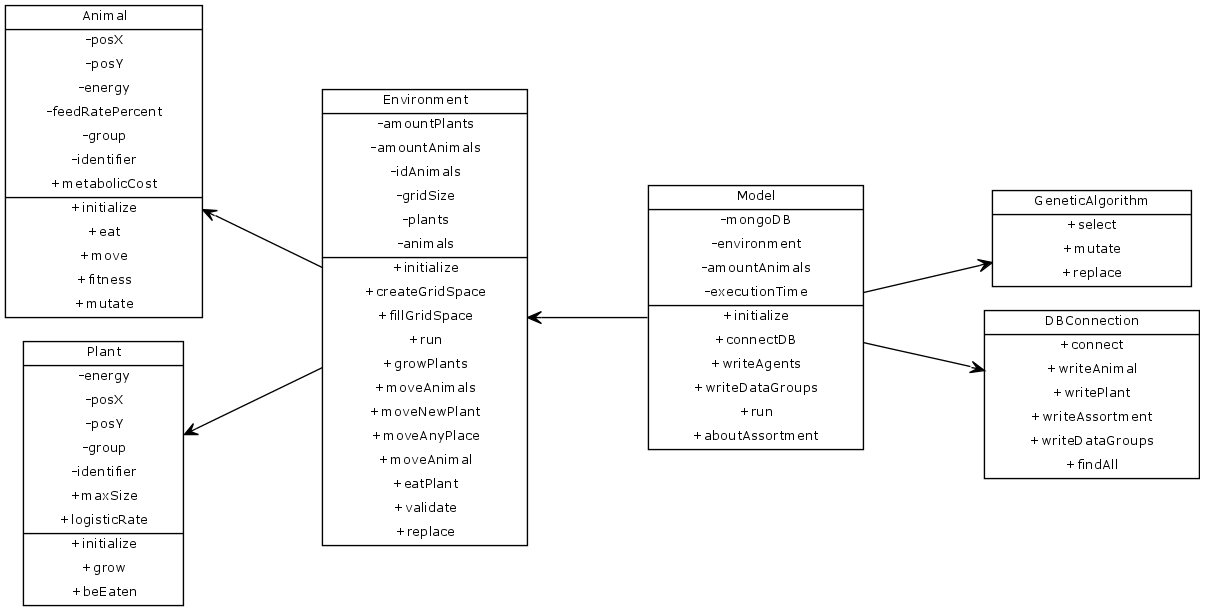 Animal
-posX
-posY
-energy
-feedRatePercent
-group
-identifier
+metabolicCost
+initialize
+eat
+move
+fitness
+mutate
Plant
-energy
-posX
-posY
-group
-identifier
+maxSize
+logisticRate
+initialize
+grow
+beEaten
Environment
-amountPlants
-amountAnimals
-idAnimals
-gridSize
-plants
-animals
+initialize
+createGridSpace
+fillGridSpace
+run
+growPlants
+moveAnimals
+moveNewPlant
+moveAnyPlace
+moveAnimal
+eatPlant
+validate
+replace
Model
-mongoDB
-environment
-amountAnimals
-executionTime
+initialize
+connectDB
+writeAgents
+writeDataGroups
+run
+aboutAssortment
GeneticAlgorithm
+select
+mutate
+replace
DBConnection
+connect
+writeAnimal
+writePlant
+writeAssortment
+writeDataGroups
+findAll